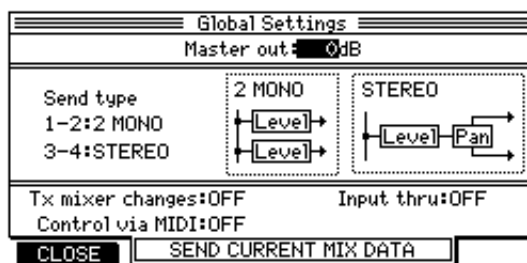 Global Settings
Master out: 0dB
Send type
1-2:2 MONO
3-4:STEREO
2 MONO
Level
Level
STEREO
Level
Pan
Tx mixer changes:OFF
Input thru:OFF
Control via MIDI:OFF
CLOSE
SEND CURRENT MIX DATA